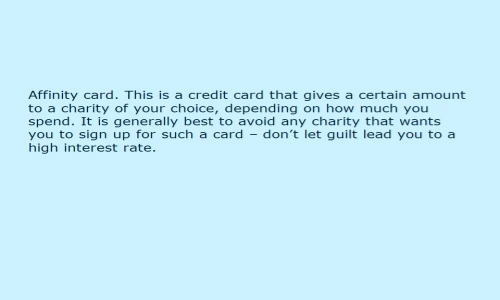 Affinity card. This is a credit card that gives a certain amount
to a charity of your choice, depending on how much you
spend. It is generally best to avoid any charity that wants
you to sign up for such a card – don’t let guilt lead you to a
high interest rate.